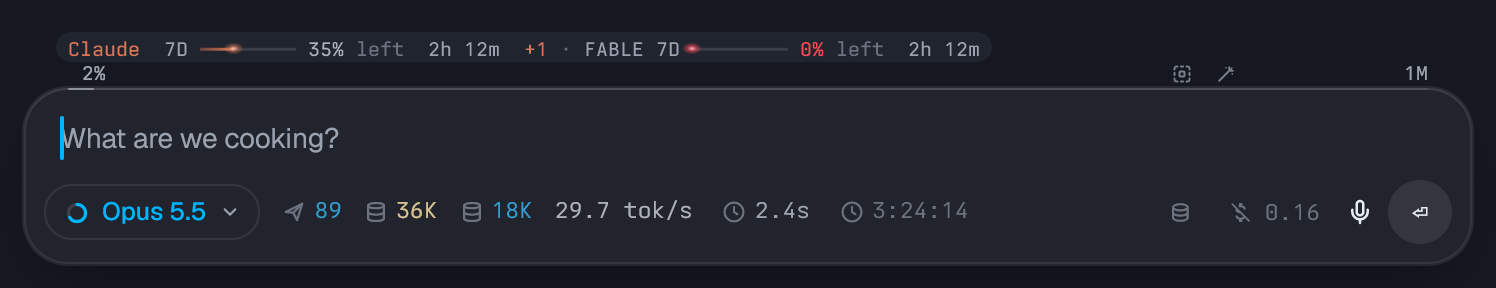 Claude 7D 35% left 2h 12m +1 · FABLE 7D 0% left 2h 12m
2% 1M
What are we cooking?
Opus 5.5 89 36K 18K 29.7 tok/s 2.4s 3:24:14 0.16